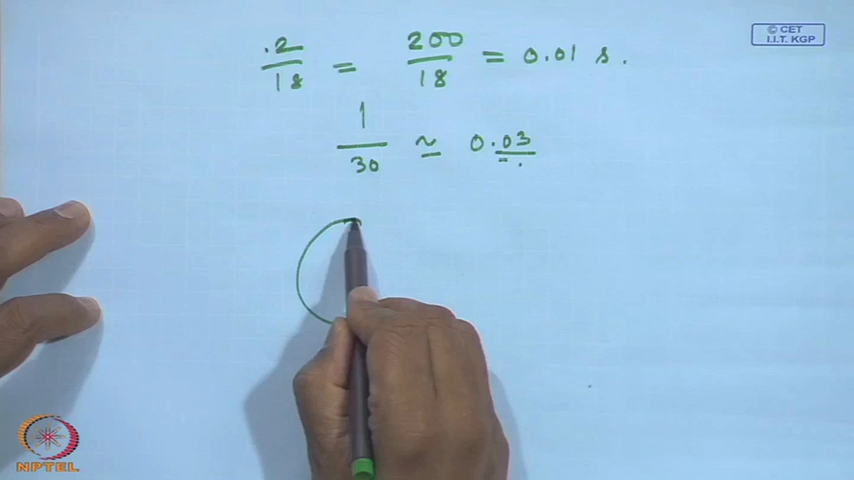 © CET
I.I.T. KGP
.2/18 = 200/18 = 0.01 s.
1/30 ≃ 0.03
NPTEL